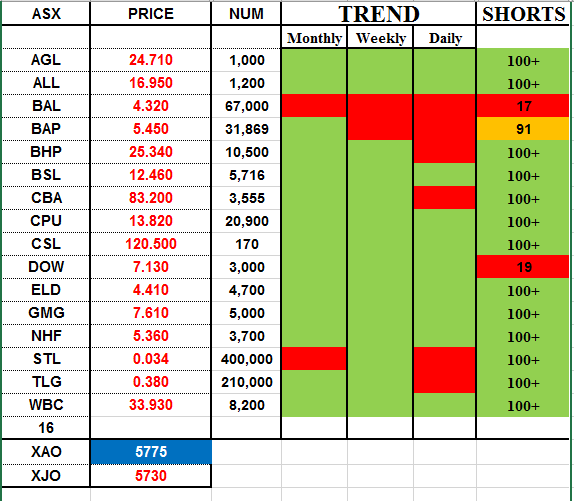 ASX PRICE NUM TREND SHORTS
Monthly Weekly Daily
AGL 24.710 1,000 100+
ALL 16.950 1,200 100+
BAL 4.320 67,000 17
BAP 5.450 31,869 91
BHP 25.340 10,500 100+
BSL 12.460 5,716 100+
CBA 83.200 3,555 100+
CPU 13.820 20,900 100+
CSL 120.500 170 100+
DOW 7.130 3,000 19
ELD 4.410 4,700 100+
GMG 7.610 5,000 100+
NHF 5.360 3,700 100+
STL 0.034 400,000 100+
TLG 0.380 210,000 100+
WBC 33.930 8,200 100+
16
XAO 5775
XJO 5730